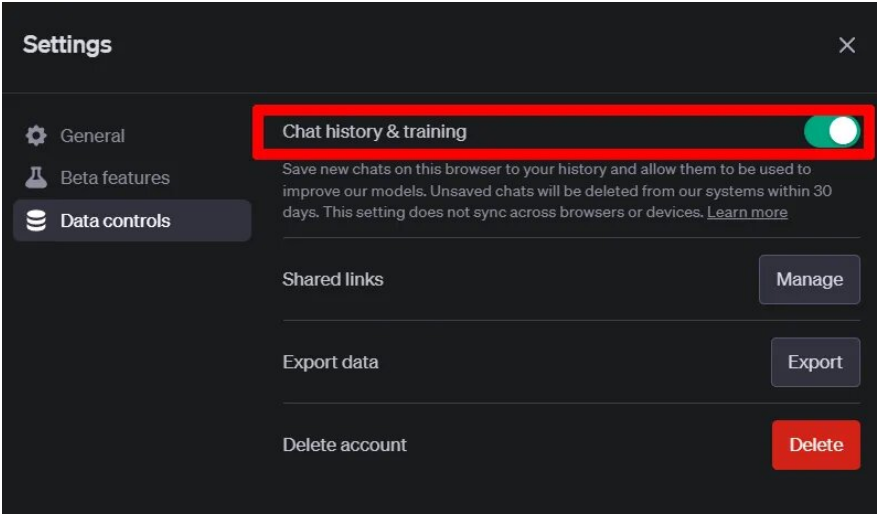 Settings
General
Beta features
Data controls
Chat history & training
Save new chats on this browser to your history and allow them to be used to
improve our models. Unsaved chats will be deleted from our systems within 30
days. This setting does not sync across browsers or devices. Learn more
Shared links
Manage
Export data
Export
Delete account
Delete